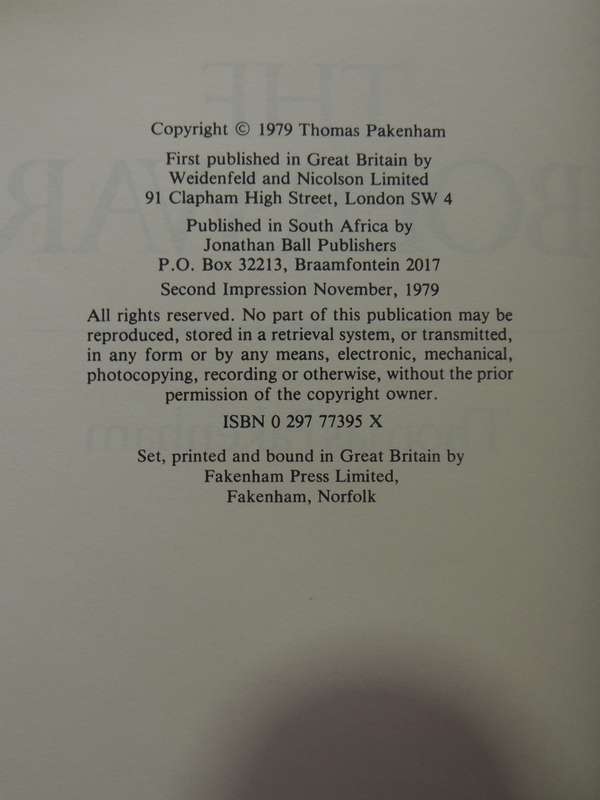 Copyright © 1979 Thomas Pakenham
First published in Great Britain by
Weidenfeld and Nicolson Limited
91 Clapham High Street, London SW 4
Published in South Africa by
Jonathan Ball Publishers
P.O. Box 32213, Braamfontein 2017
Second Impression November, 1979
All rights reserved. No part of this publication may be
reproduced, stored in a retrieval system, or transmitted,
in any form or by any means, electronic, mechanical,
photocopying, recording or otherwise, without the prior
permission of the copyright owner.
ISBN 0 297 77395 X
Set, printed and bound in Great Britain by
Fakenham Press Limited,
Fakenham, Norfolk